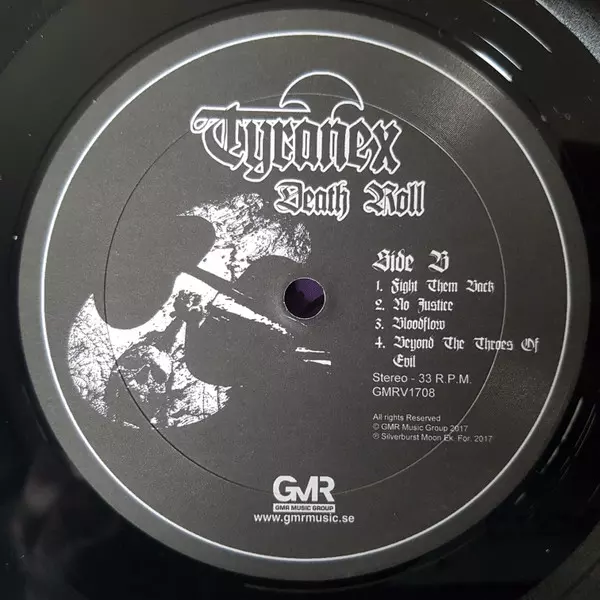 Tyranex
Death Roll
Side B
1. Fight Them Back
2. No Justice
3. Bloodflow
4. Beyond The Throes Of
Evil
Stereo - 33 R.P.M.
GMRV1708
All rights Reserved
© GMR Music Group 2017
℗ Silverburst Moon Ek. For. 2017
GMR
GMR MUSIC GROUP
www.gmrmusic.se